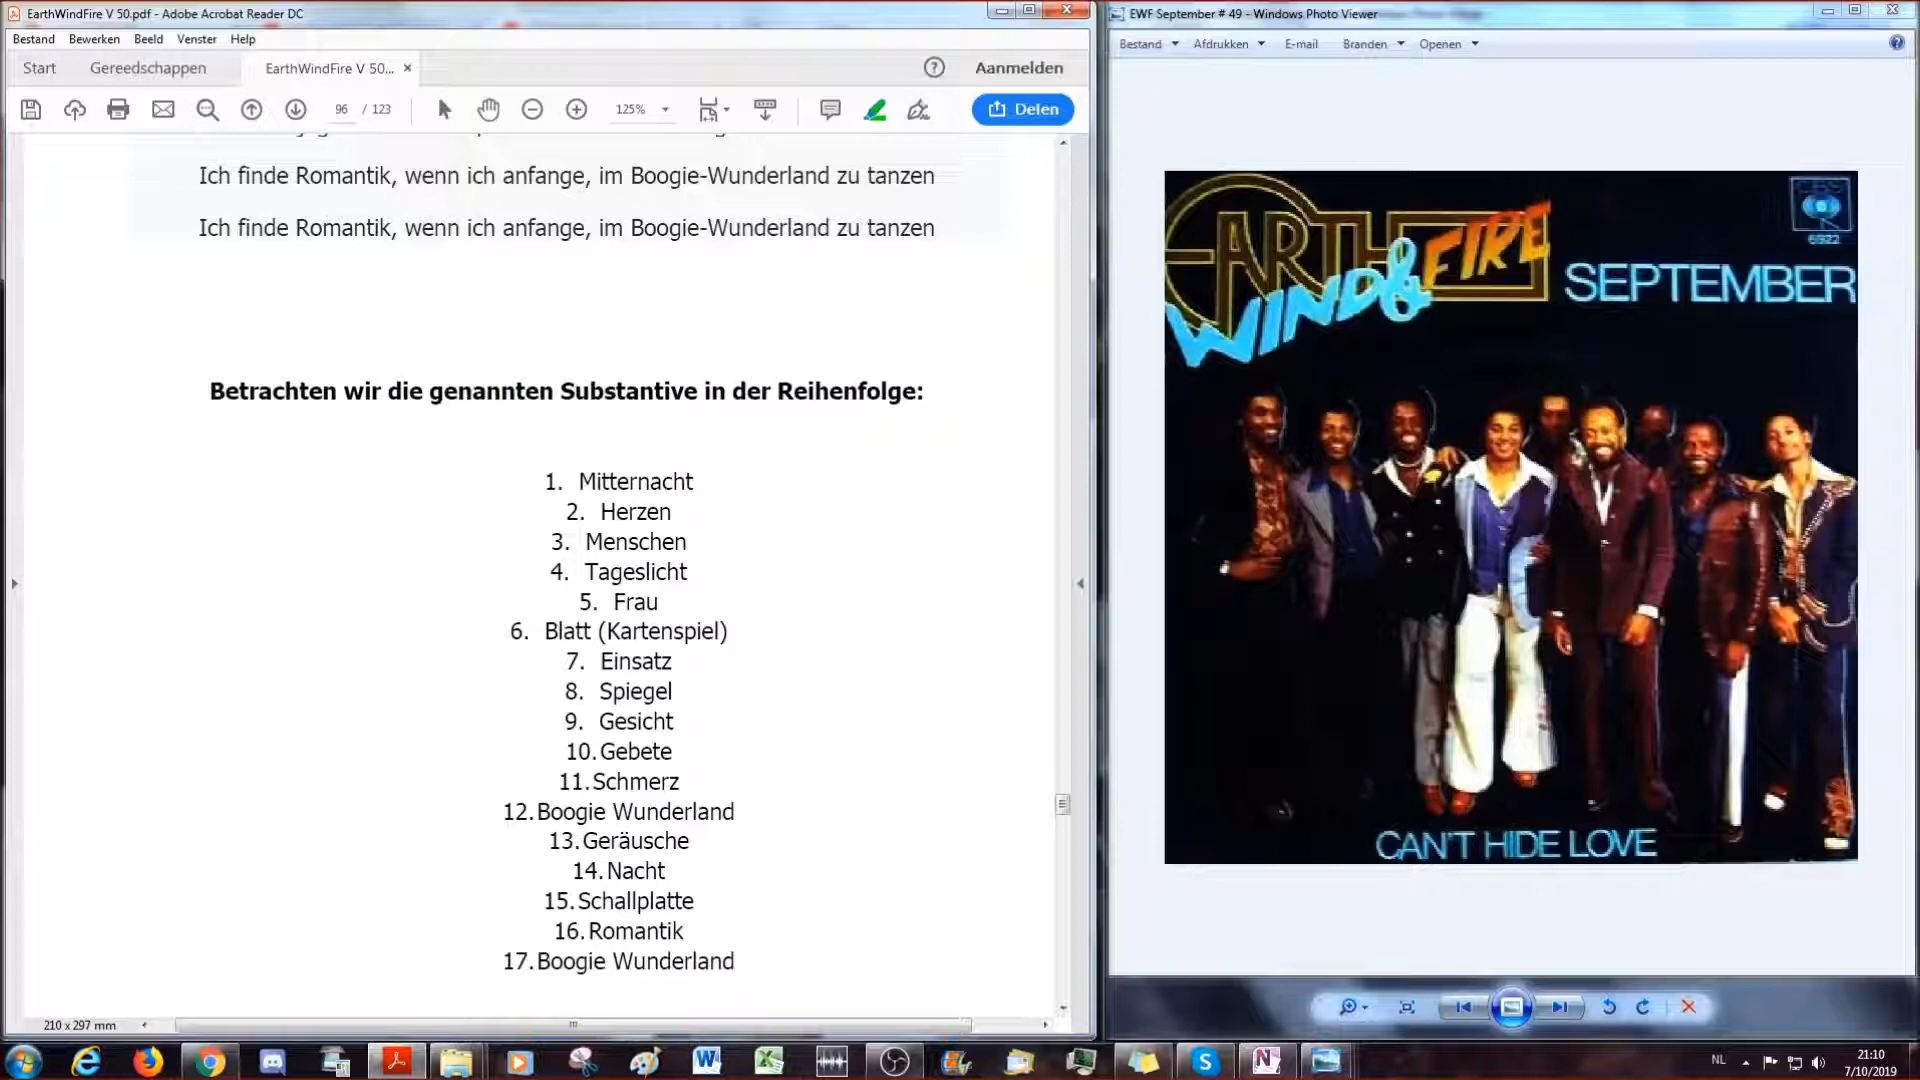 EarthWindFire V 50.pdf - Adobe Acrobat Reader DC
Bestand Bewerken Beeld Venster Help
Start Gereedschappen EarthWindFire V 50... × Aanmelden
96 / 123 125% Delen
Ich finde Romantik, wenn ich anfange, im Boogie-Wunderland zu tanzen
Ich finde Romantik, wenn ich anfange, im Boogie-Wunderland zu tanzen
Betrachten wir die genannten Substantive in der Reihenfolge:
1. Mitternacht
2. Herzen
3. Menschen
4. Tageslicht
5. Frau
6. Blatt (Kartenspiel)
7. Einsatz
8. Spiegel
9. Gesicht
10. Gebete
11. Schmerz
12. Boogie Wunderland
13. Geräusche
14. Nacht
15. Schallplatte
16. Romantik
17. Boogie Wunderland
210 x 297 mm
EWF September # 49 - Windows Photo Viewer
Bestand Afdrukken E-mail Branden Openen
EARTH
WIND & FIRE
SEPTEMBER
CBS
6922
CAN'T HIDE LOVE
NL
21:10
7/10/2019